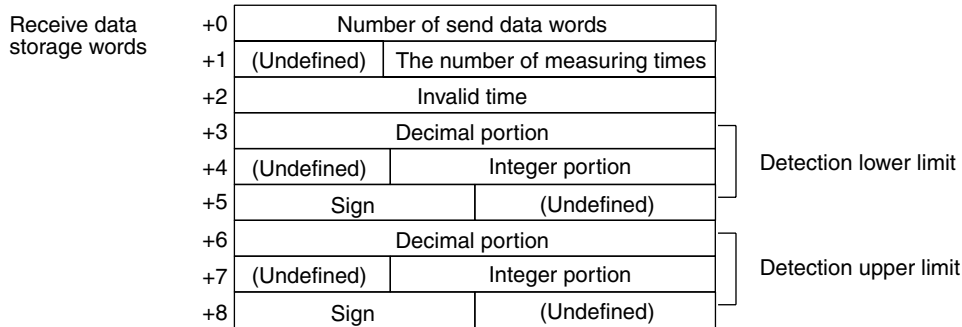 Receive data
storage words
+0 Number of send data words
+1 (Undefined) The number of measuring times
+2 Invalid time
+3 Decimal portion
+4 (Undefined) Integer portion
+5 Sign (Undefined)
Detection lower limit
+6 Decimal portion
+7 (Undefined) Integer portion
+8 Sign (Undefined)
Detection upper limit